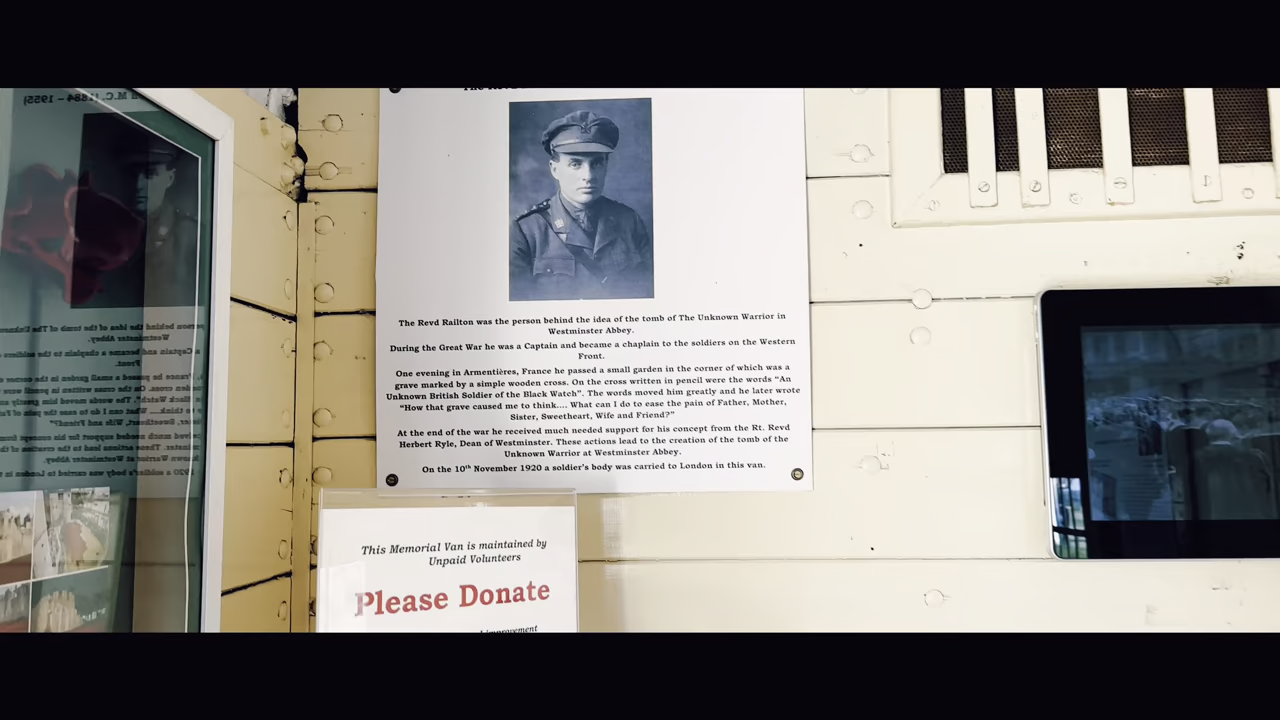 The Revd
The Revd Railton was the person behind the idea of the tomb of The Unknown Warrior in
Westminster Abbey.
During the Great War he was a Captain and became a chaplain to the soldiers on the Western
Front.
One evening in Armentières, France he passed a small garden in the corner of which was a
grave marked by a simple wooden cross. On the cross written in pencil were the words “An
Unknown British Soldier of the Black Watch”. The words moved him greatly and he later wrote
“How that grave caused me to think.... What can I do to ease the pain of Father, Mother,
Sister, Sweetheart, Wife and Friend?”
At the end of the war he received much needed support for his concept from the Rt. Revd
Herbert Ryle, Dean of Westminster. These actions lead to the creation of the tomb of the
Unknown Warrior at Westminster Abbey.
On the 10th November 1920 a soldier’s body was carried to London in this van.
This Memorial Van is maintained by
Unpaid Volunteers
Please Donate
improvement